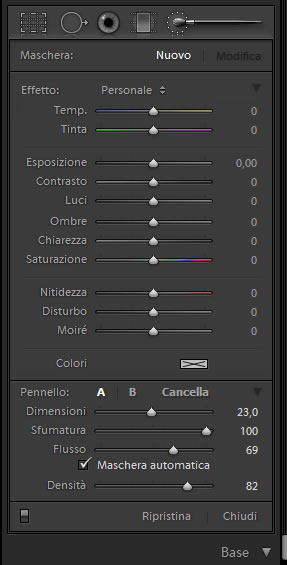 Maschera: Nuovo Modifica
Effetto: Personale
Temp. 0
Tinta 0
Esposizione 0,00
Contrasto 0
Luci 0
Ombre 0
Chiarezza 0
Saturazione 0
Nitidezza 0
Disturbo 0
Moiré 0
Colori
Pennello: A B Cancella
Dimensioni 23,0
Sfumatura 100
Flusso 69
Maschera automatica
Densità 82
Ripristina Chiudi
Base